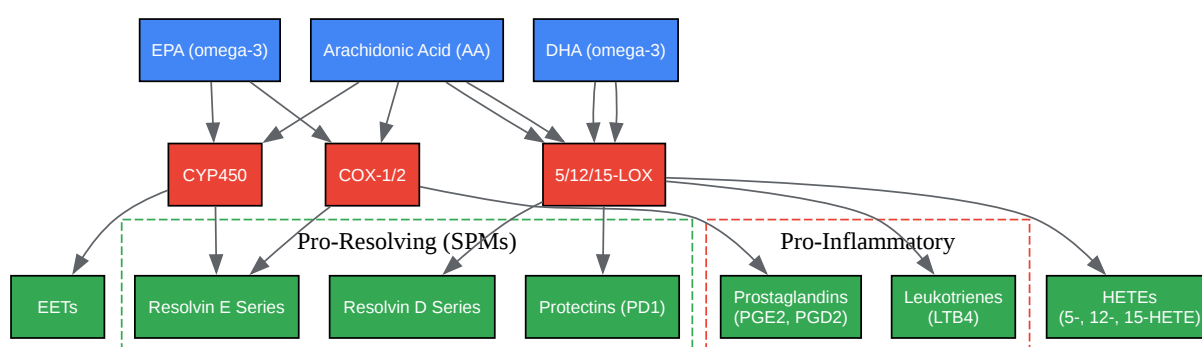 EPA (omega-3)
Arachidonic Acid (AA)
DHA (omega-3)
CYP450
COX-1/2
5/12/15-LOX
Pro-Resolving (SPMs)
Pro-Inflammatory
EETs
Resolvin E Series
Resolvin D Series
Protectins (PD1)
Prostaglandins
(PGE2, PGD2)
Leukotrienes
(LTB4)
HETEs
(5-, 12-, 15-HETE)